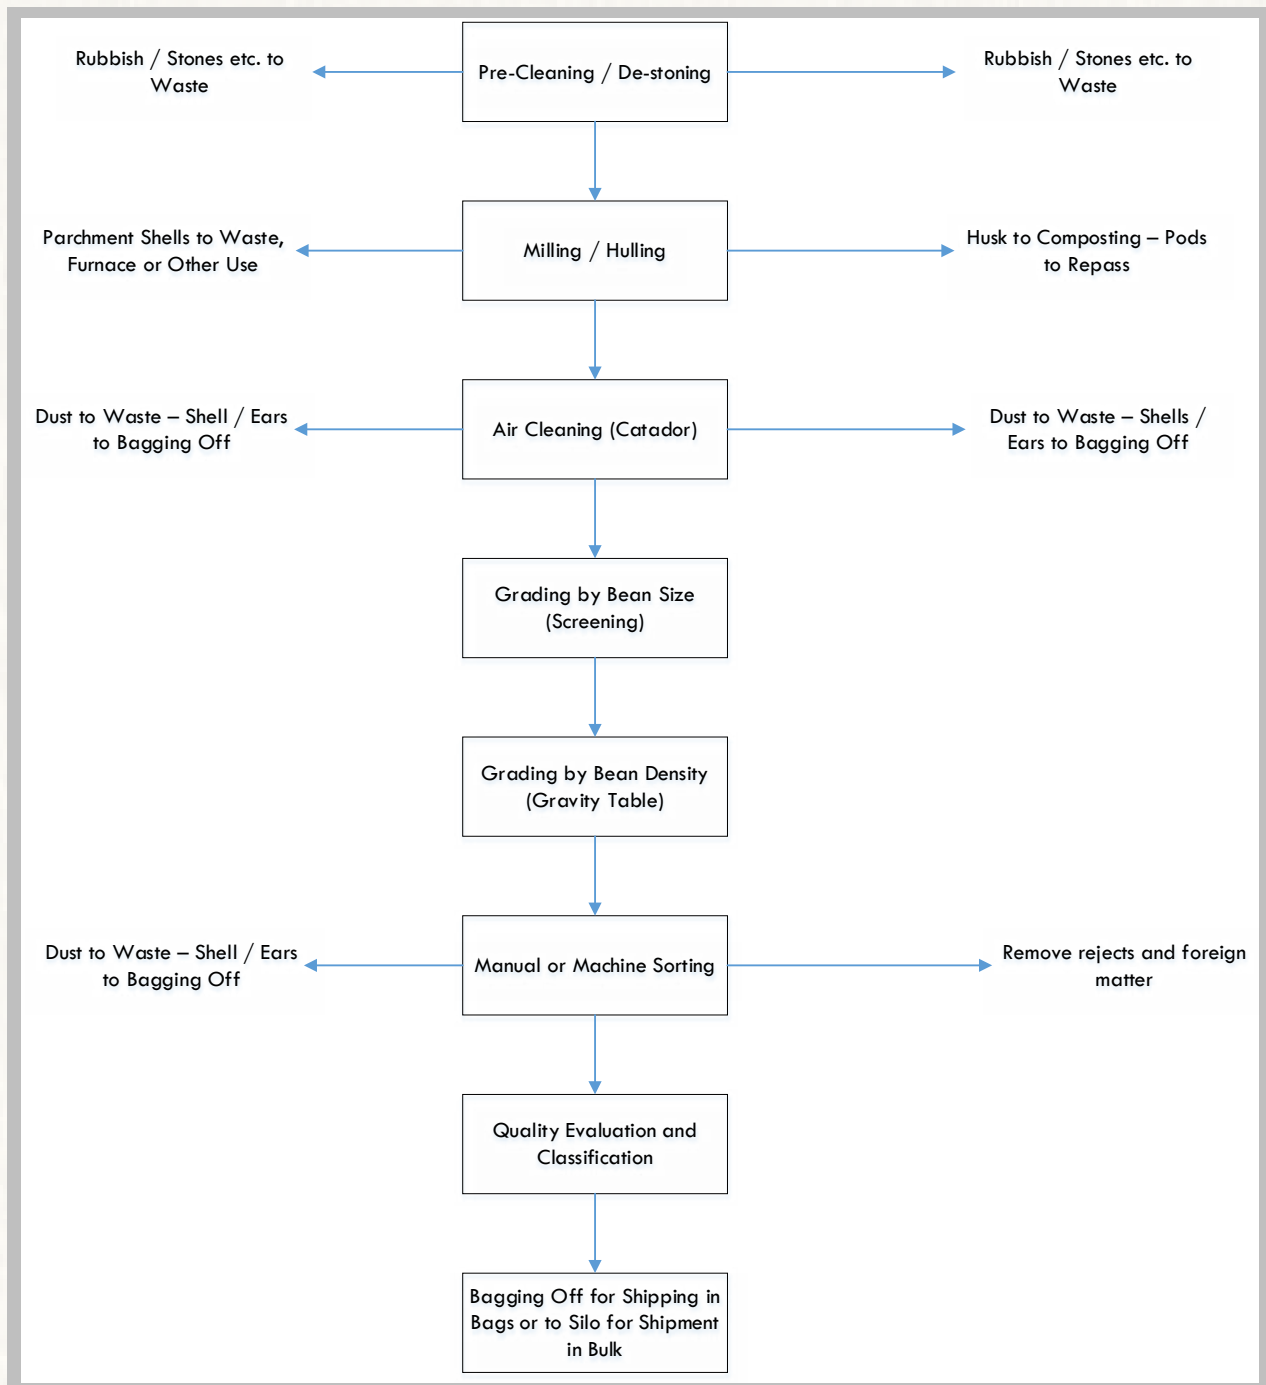 Rubbish / Stones etc. to
Waste
Pre-Cleaning / De-stoning
Rubbish / Stones etc. to
Waste
Parchment Shells to Waste,
Furnace or Other Use
Milling / Hulling
Husk to Composting – Pods
to Repass
Dust to Waste – Shell / Ears
to Bagging Off
Air Cleaning (Catador)
Dust to Waste – Shells /
Ears to Bagging Off
Grading by Bean Size
(Screening)
Grading by Bean Density
(Gravity Table)
Dust to Waste – Shell / Ears
to Bagging Off
Manual or Machine Sorting
Remove rejects and foreign
matter
Quality Evaluation and
Classification
Bagging Off for Shipping in
Bags or to Silo for Shipment
in Bulk